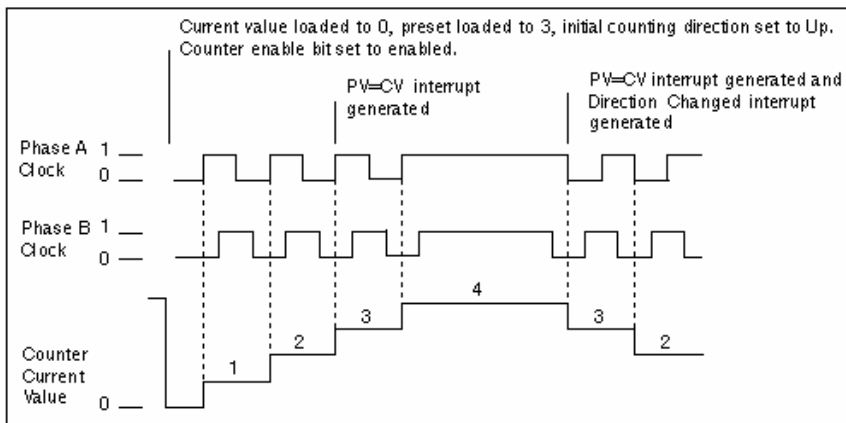 Current value loaded to 0, preset loaded to 3, initial counting direction set to Up.
Counter enable bit set to enabled.
PV=CV interrupt
generated
PV=CV interrupt generated and
Direction Changed interrupt
generated
Phase A 1
Clock 0
Phase B 1
Clock 0
4
3 3
2 2
1
Counter
Current
Value 0